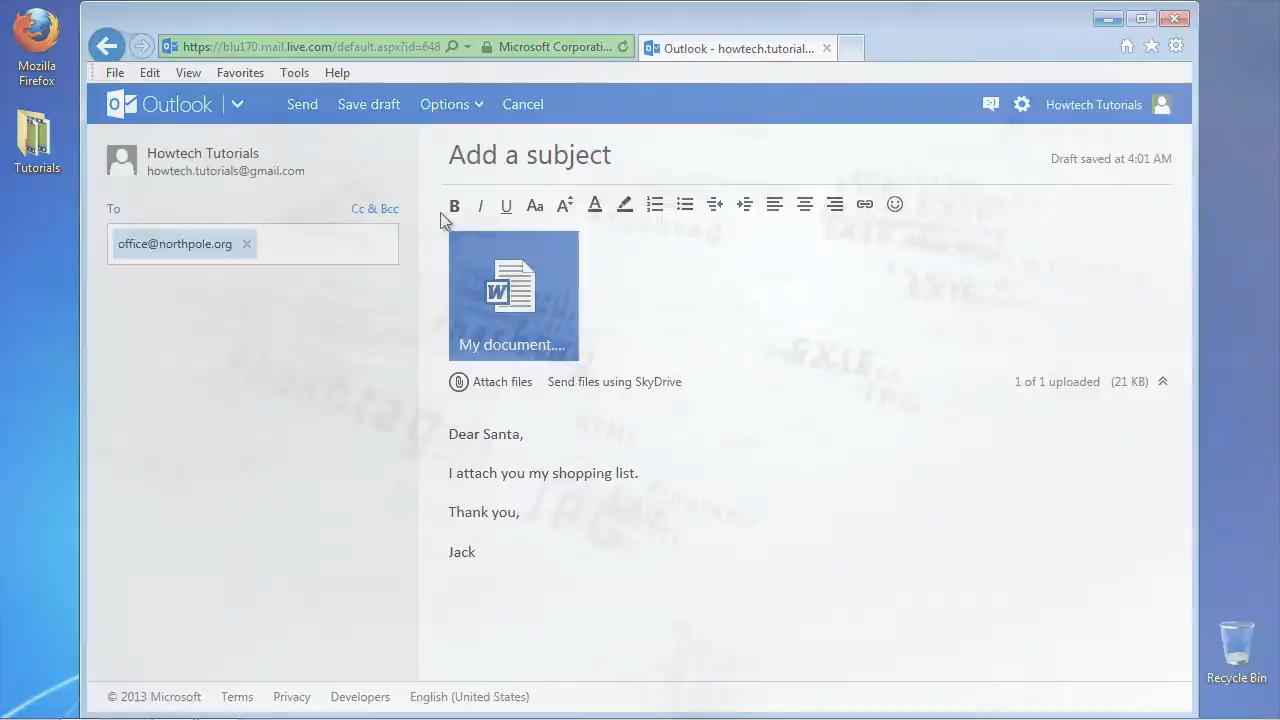 Mozilla
Firefox
Tutorials
https://blu170.mail.live.com/default.aspx?id=648
Microsoft Corporati...
Outlook - howtech.tutorial...
File Edit View Favorites Tools Help
Outlook
Send Save draft Options Cancel
Howtech Tutorials
Howtech Tutorials
howtech.tutorials@gmail.com
To
Cc & Bcc
office@northpole.org
Add a subject
Draft saved at 4:01 AM
B I U Aa A A
W
My document....
Attach files Send files using SkyDrive
1 of 1 uploaded (21 KB)
Dear Santa,
I attach you my shopping list.
Thank you,
Jack
© 2013 Microsoft Terms Privacy Developers English (United States)
Recycle Bin